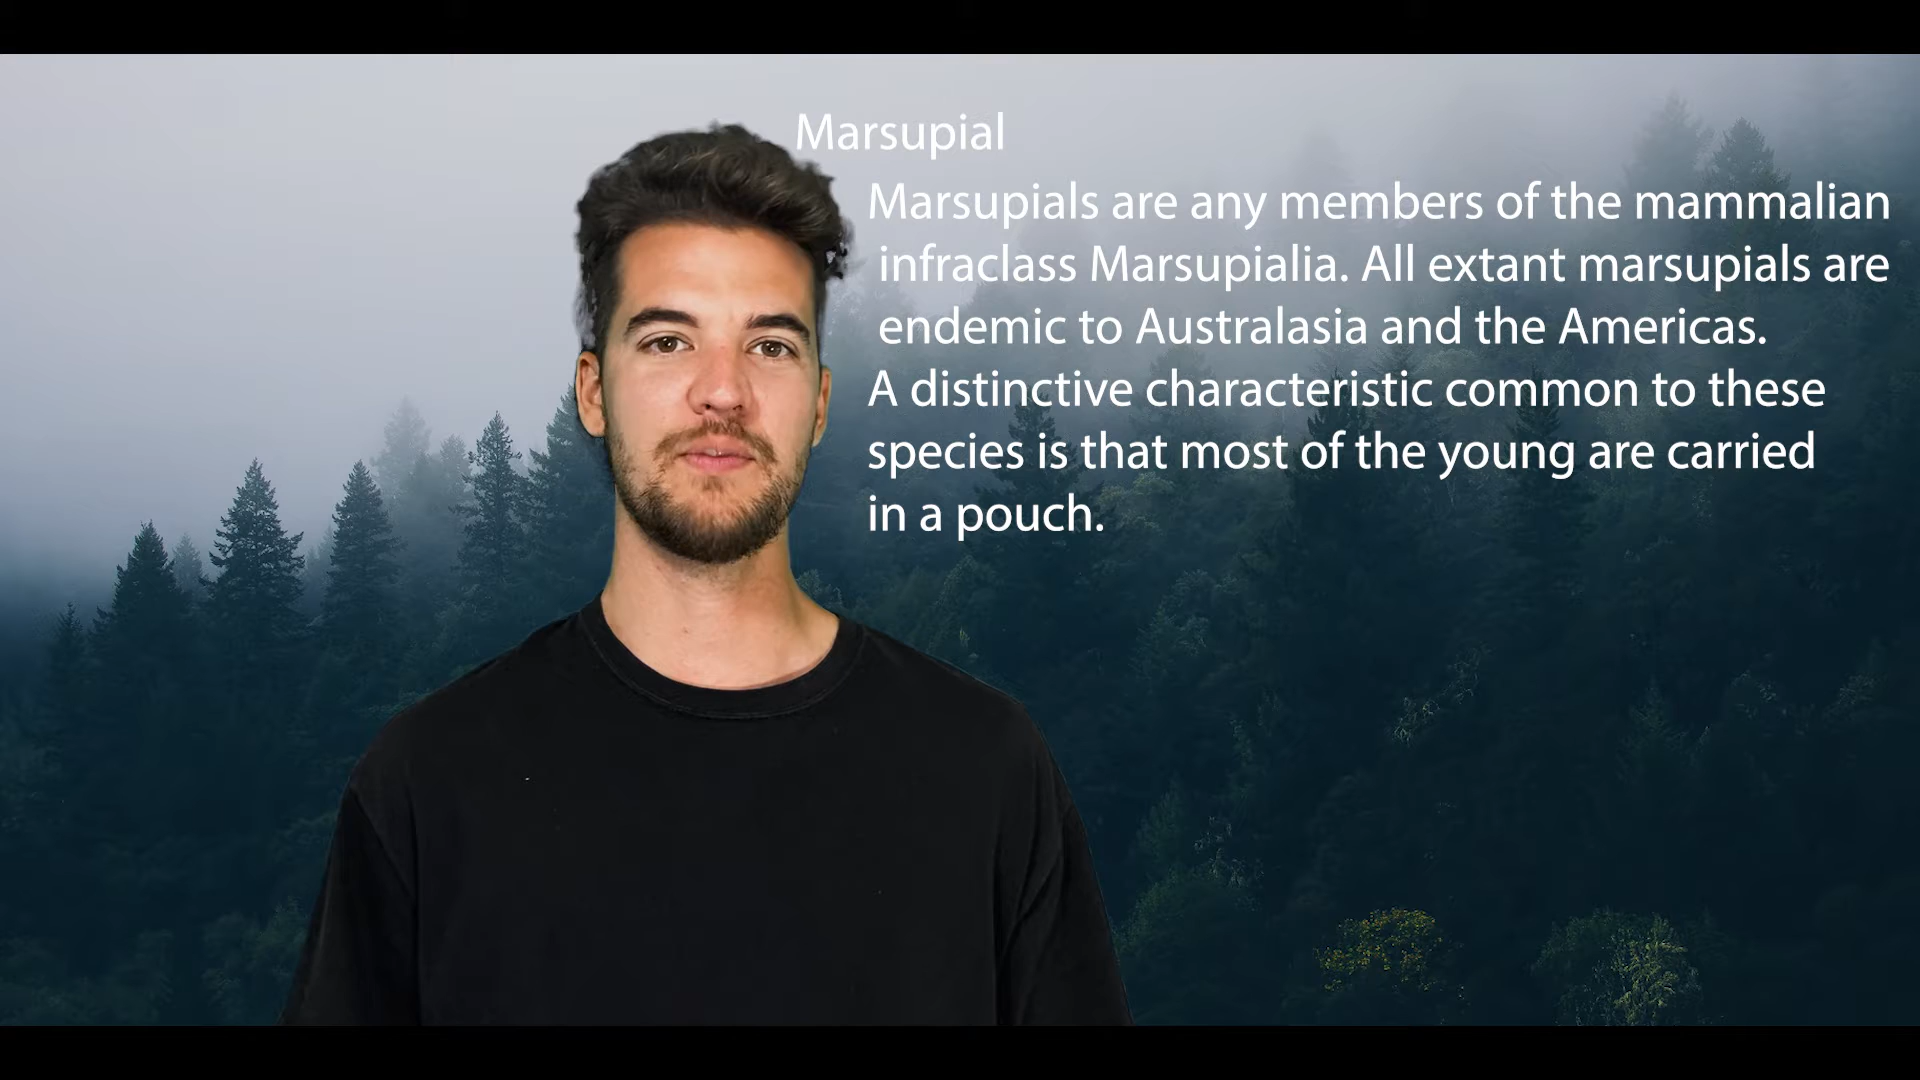 Marsupial
Marsupials are any members of the mammalian
infraclass Marsupialia. All extant marsupials are
endemic to Australasia and the Americas.
A distinctive characteristic common to these
species is that most of the young are carried
in a pouch.